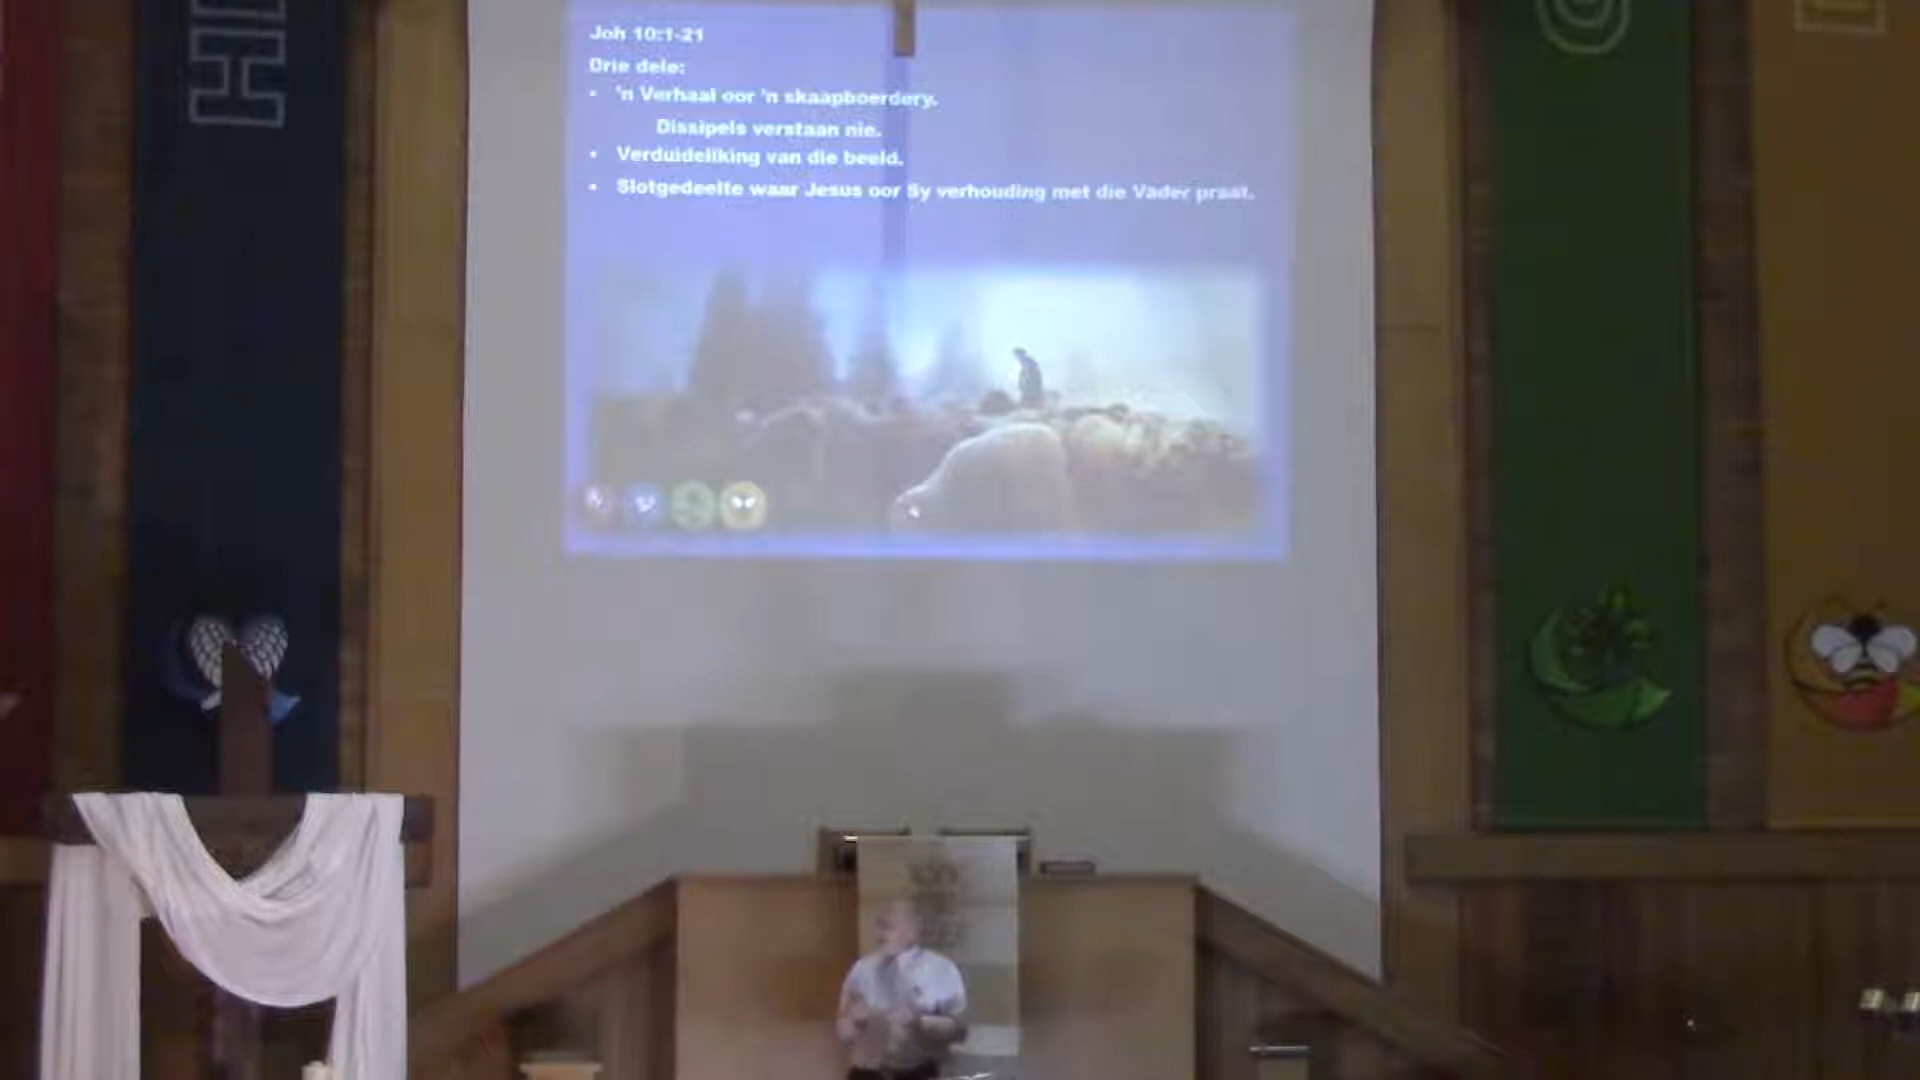 Joh 10:1-21
Drie dele:
• 'n Verhaal oor 'n skaapboerdery.
Dissipels verstaan nie.
• Verduideliking van die beeld.
• Slotgedeelte waar Jesus oor Sy verhouding met die Vader praat.